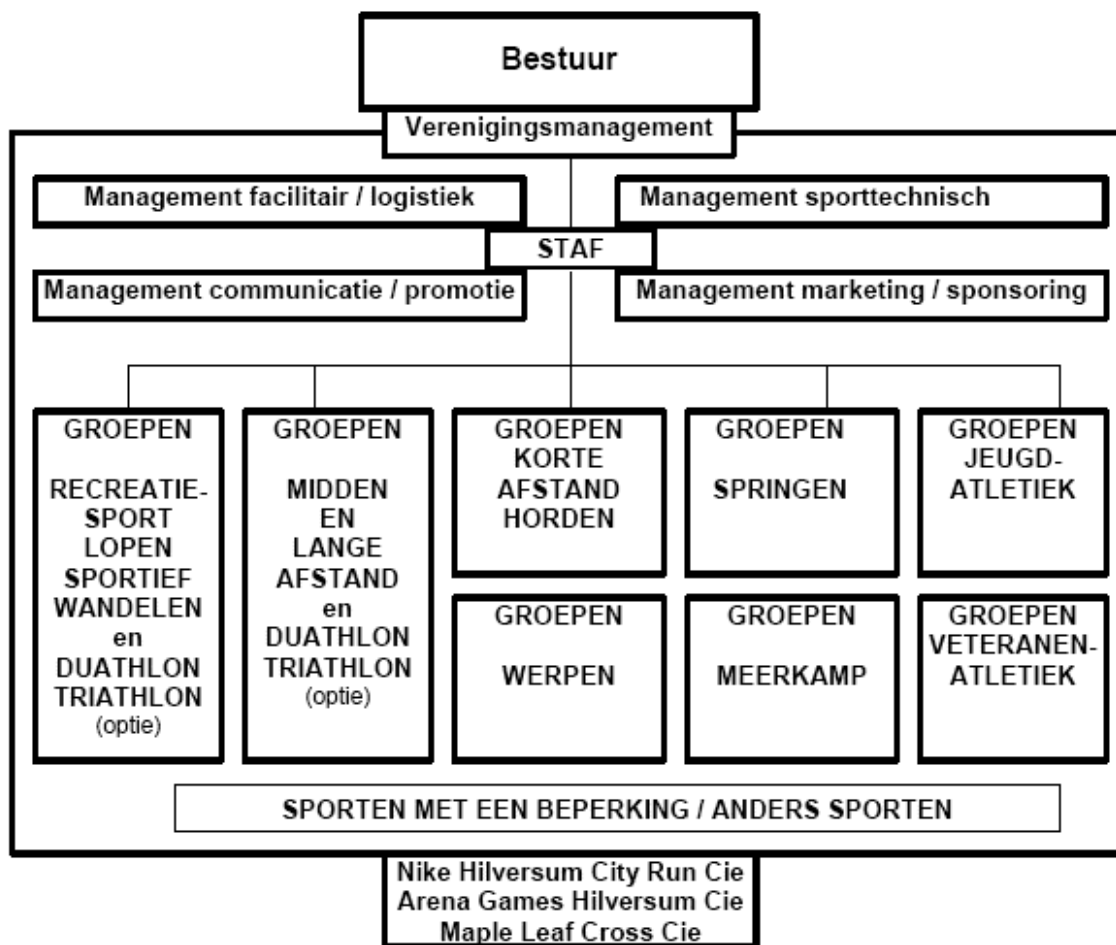 Bestuur
Verenigingsmanagement
Management facilitair / logistiek
Management sporttechnisch
STAF
Management communicatie / promotie
Management marketing / sponsoring
GROEPEN
RECREATIE-
SPORT
LOPEN
SPORTIEF
WANDELEN
en
DUATHLON
TRIATHLON
(optie)
GROEPEN
MIDDEN
EN
LANGE
AFSTAND
en
DUATHLON
TRIATHLON
(optie)
GROEPEN
KORTE
AFSTAND
HORDEN
GROEPEN
SPRINGEN
GROEPEN
JEUGD-
ATLETIEK
GROEPEN
WERPEN
GROEPEN
MEERKAMP
GROEPEN
VETERANEN-
ATLETIEK
SPORTEN MET EEN BEPERKING / ANDERS SPORTEN
Nike Hilversum City Run Cie
Arena Games Hilversum Cie
Maple Leaf Cross Cie